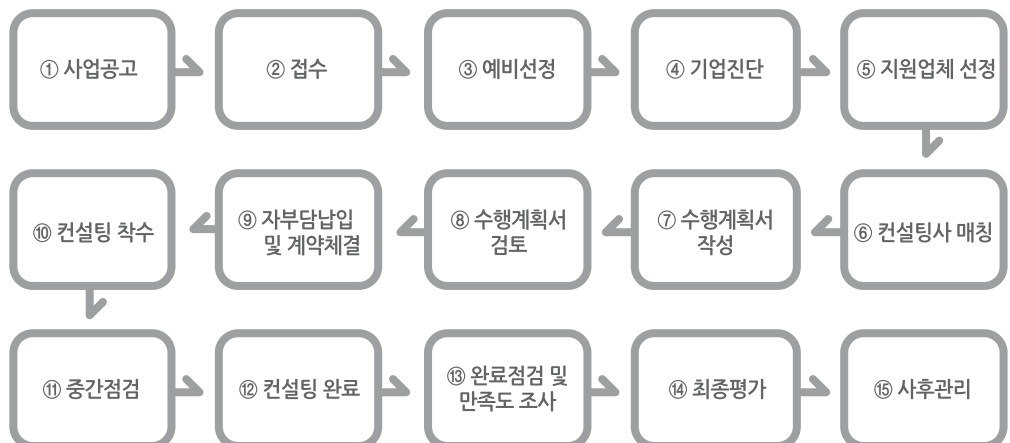 ① 사업공고
② 접수
③ 예비선정
④ 기업진단
⑤ 지원업체 선정
⑥ 컨설팅사 매칭
⑦ 수행계획서
작성
⑧ 수행계획서
검토
⑨ 자부담납입
및 계약체결
⑩ 컨설팅 착수
⑪ 중간점검
⑫ 컨설팅 완료
⑬ 완료점검 및
만족도 조사
⑭ 최종평가
⑮ 사후관리